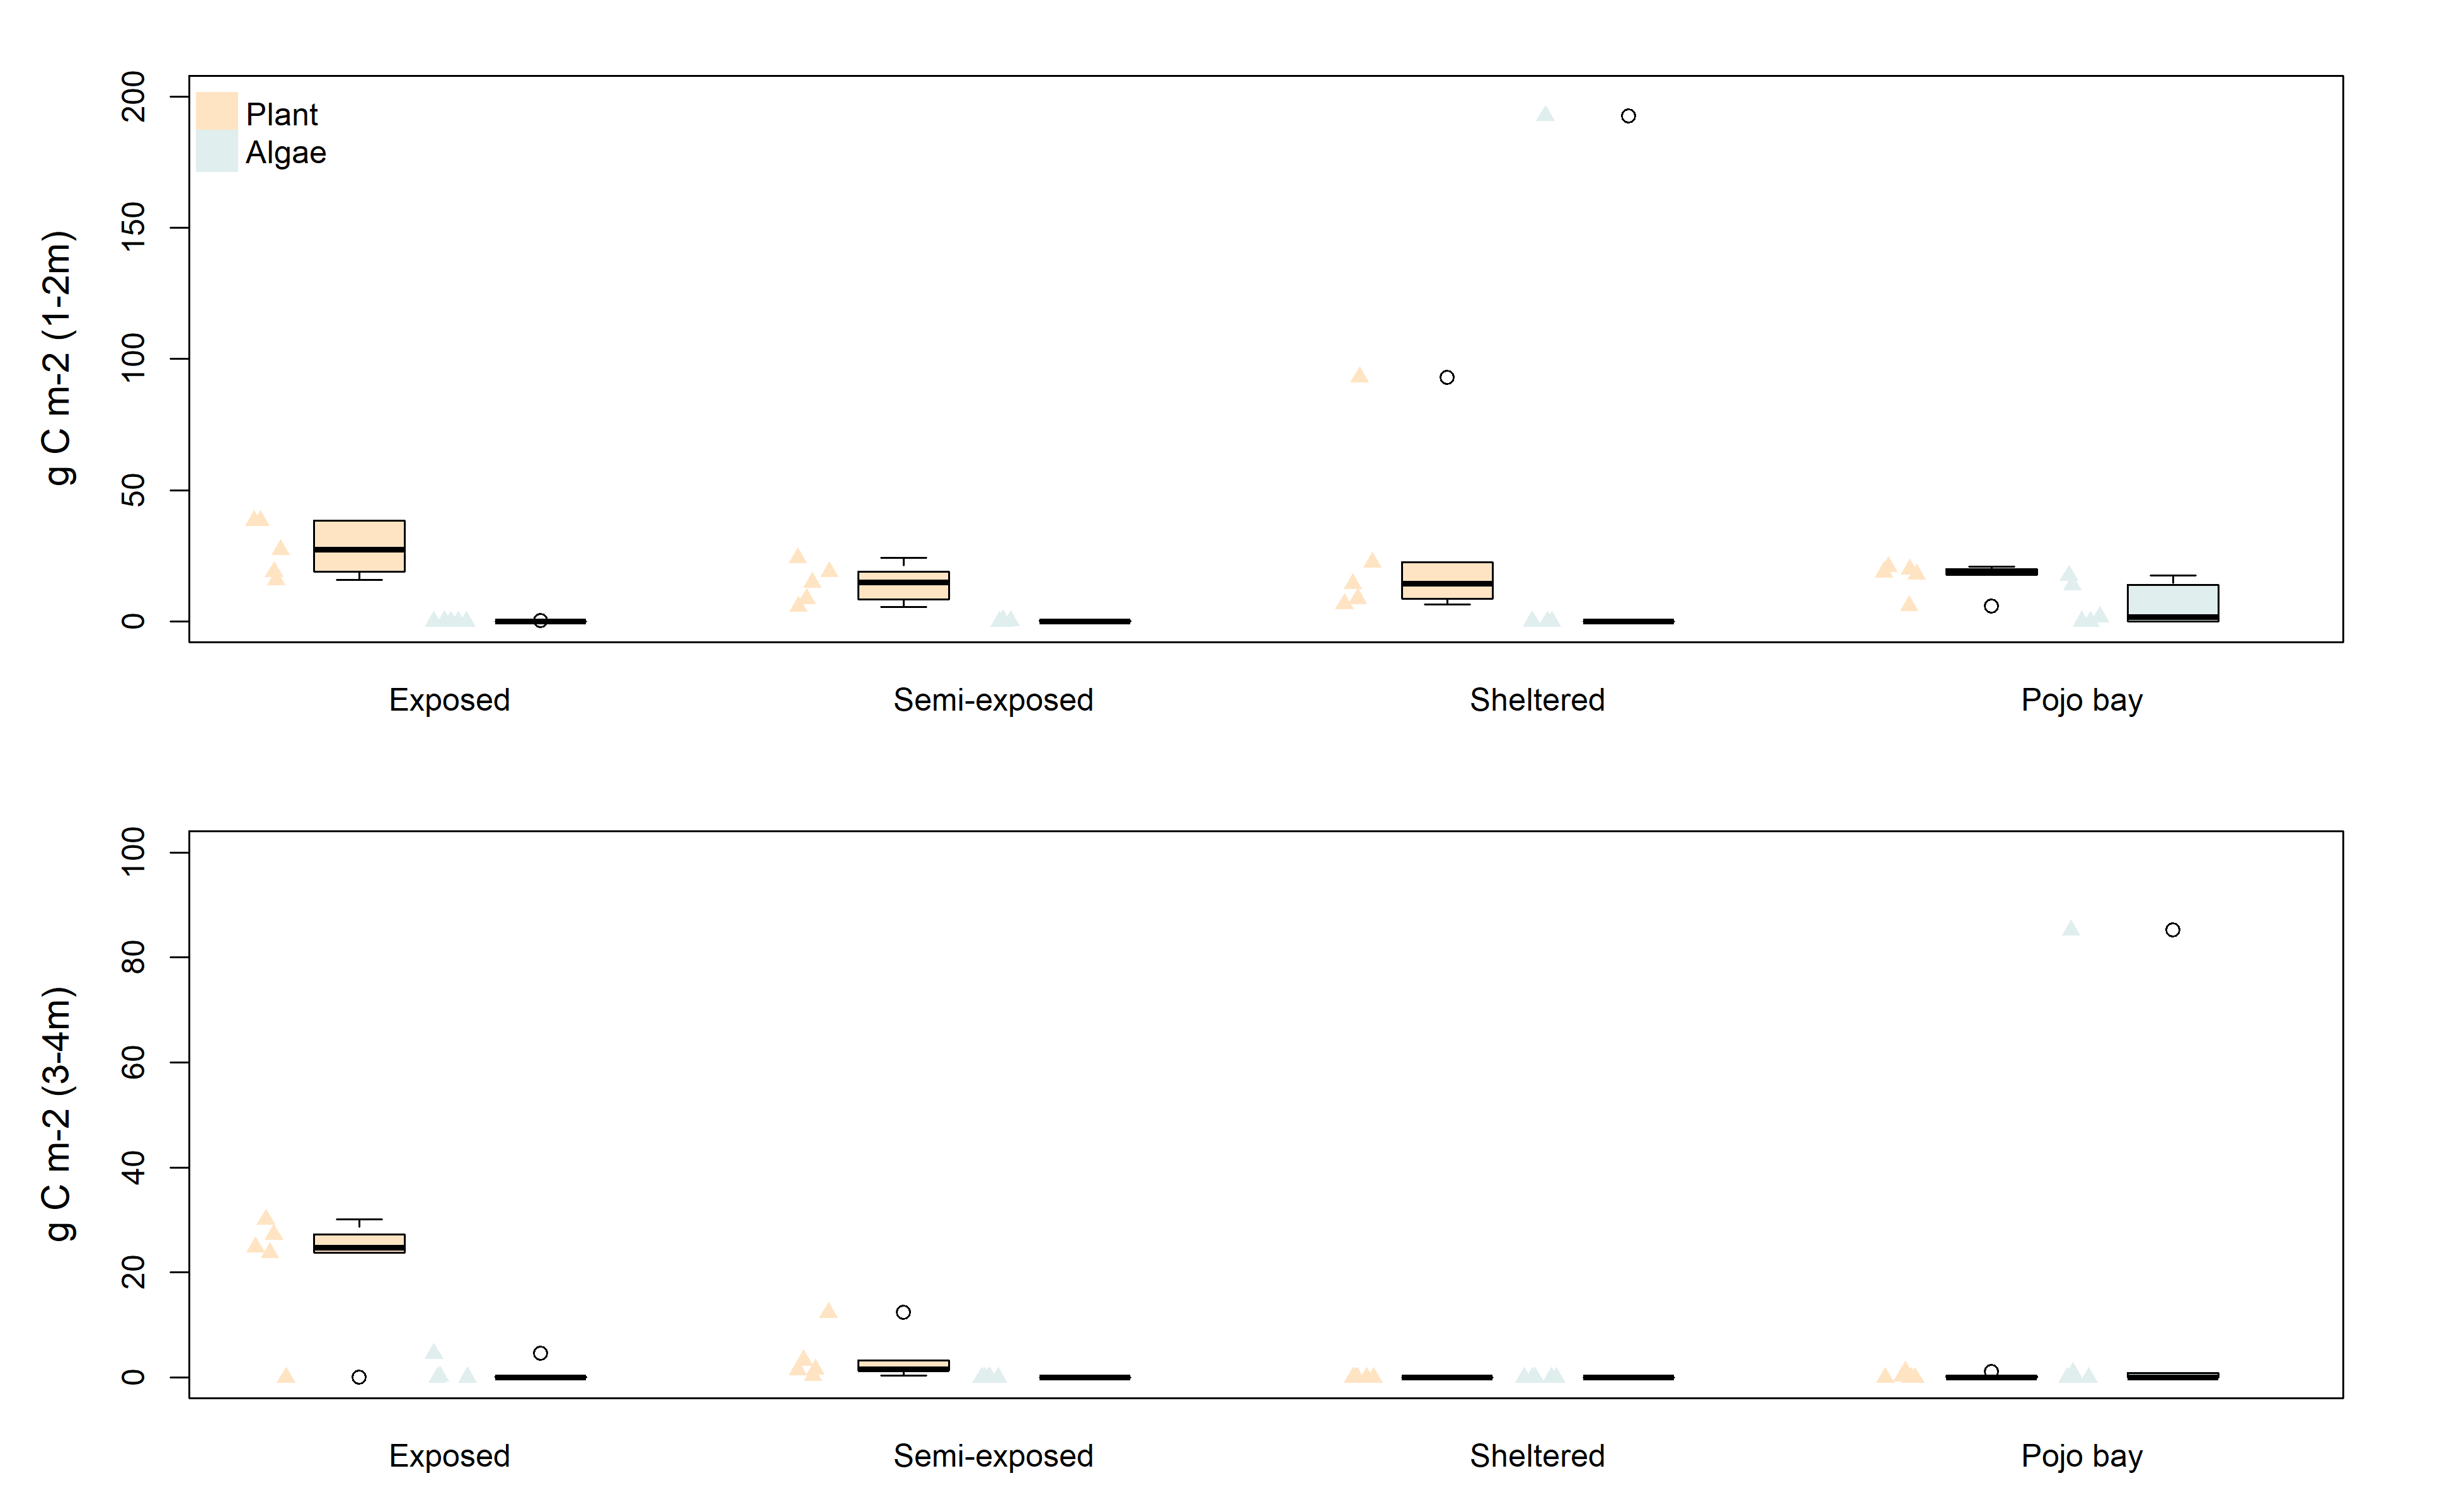 200
150
100
50
0
g C m-2 (1-2m)
Plant
Algae
Exposed Semi-exposed Sheltered Pojo bay
100
80
60
40
20
0
g C m-2 (3-4m)
Exposed Semi-exposed Sheltered Pojo bay